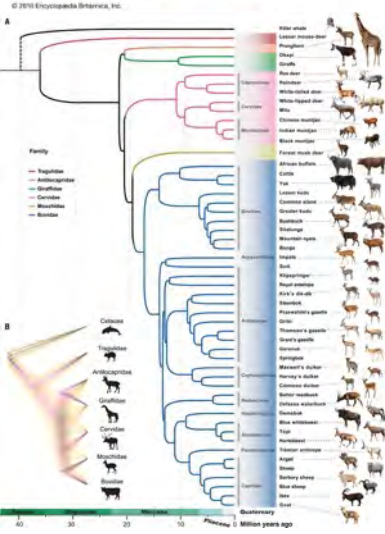 © 2010 Encyclopædia Britannica, Inc.
A
Killer whale
Lesser mouse-deer
Pronghorn
Okapi
Giraffe
Roe deer
Reindeer
White-tailed deer
White-lipped deer
Milu
Chinese muntjac
Indian muntjac
Black muntjac
Forest musk deer
African buffalo
Cattle
Yak
Lesser kudu
Common eland
Greater kudu
Bushbuck
Sitatunga
Mountain nyala
Bongo
Impala
Suni
Klipspringer
Royal antelope
Kirk's dik-dik
Steenbok
Przewalski's gazelle
Oribi
Thomson's gazelle
Grant's gazelle
Gerenuk
Springbok
Maxwell's duiker
Harvey's duiker
Common duiker
Bohor reedbuck
Defassa waterbuck
Gemsbok
Blue wildebeest
Topi
Hartebeest
Tibetan antelope
Argali
Sheep
Barbary sheep
Blue sheep
Ibex
Goat
Family
Tragulidae
Antilocapridae
Giraffidae
Cervidae
Moschidae
Bovidae
B
Cetacea
Tragulidae
Antilocapridae
Giraffidae
Cervidae
Moschidae
Bovidae
Miocene
Pliocene
Quaternary
40
30
20
10
0
Million years ago